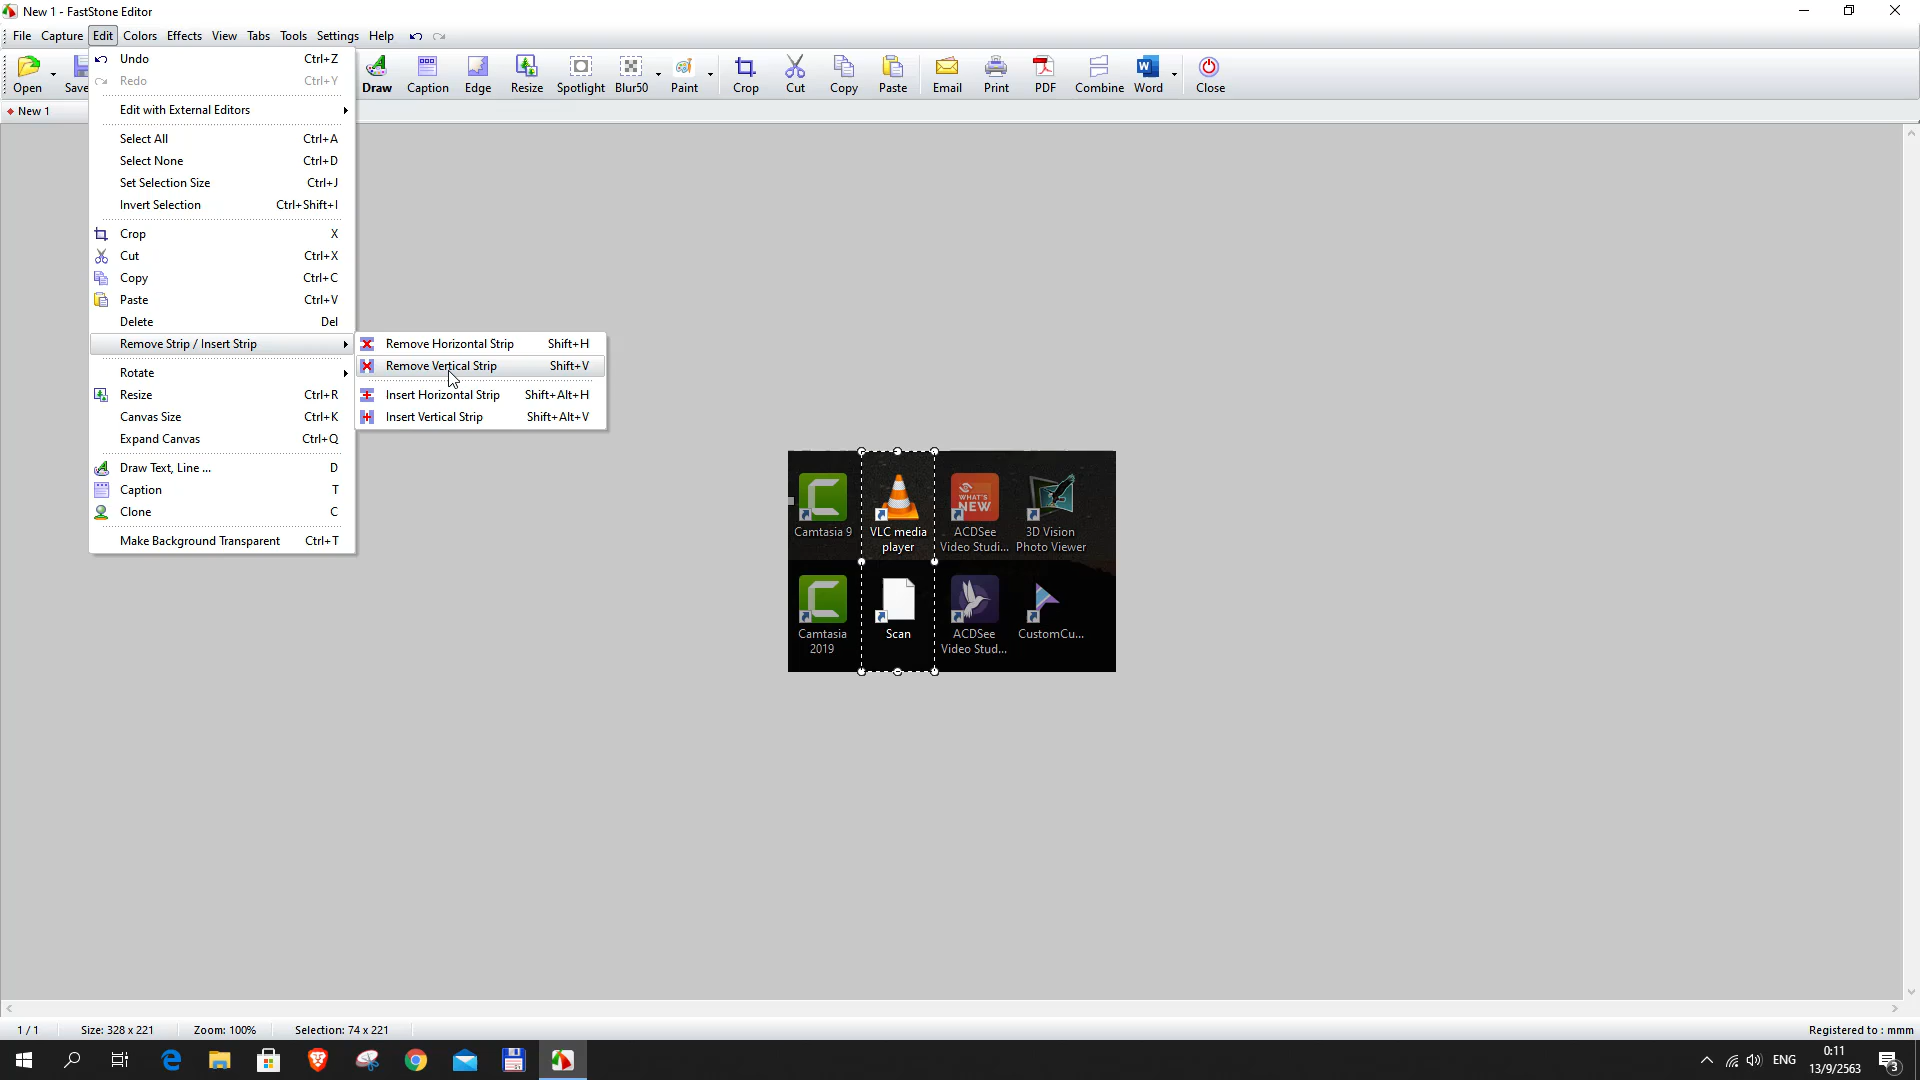 New 1 - FastStone Editor
File Capture Edit Colors Effects View Tabs Tools Settings Help
Open Save Draw Caption Edge Resize Spotlight Blur50 Paint Crop Cut Copy Paste Email Print PDF Combine Word Close
New 1
Undo Ctrl+Z
Redo Ctrl+Y
Edit with External Editors
Select All Ctrl+A
Select None Ctrl+D
Set Selection Size Ctrl+J
Invert Selection Ctrl+Shift+I
Crop X
Cut Ctrl+X
Copy Ctrl+C
Paste Ctrl+V
Delete Del
Remove Strip / Insert Strip
Rotate
Resize Ctrl+R
Canvas Size Ctrl+K
Expand Canvas Ctrl+Q
Draw Text, Line ... D
Caption T
Clone C
Make Background Transparent Ctrl+T
Remove Horizontal Strip Shift+H
Remove Vertical Strip Shift+V
Insert Horizontal Strip Shift+Alt+H
Insert Vertical Strip Shift+Alt+V
WHAT'S
NEW
Camtasia 9
VLC media
player
ACDSee
Video Studi...
3D Vision
Photo Viewer
Camtasia
2019
Scan
ACDSee
Video Stud...
CustomCu...
1 / 1 Size: 328 x 221 Zoom: 100% Selection: 74 x 221 Registered to : mmm
ENG
0:11
13/9/2563
3